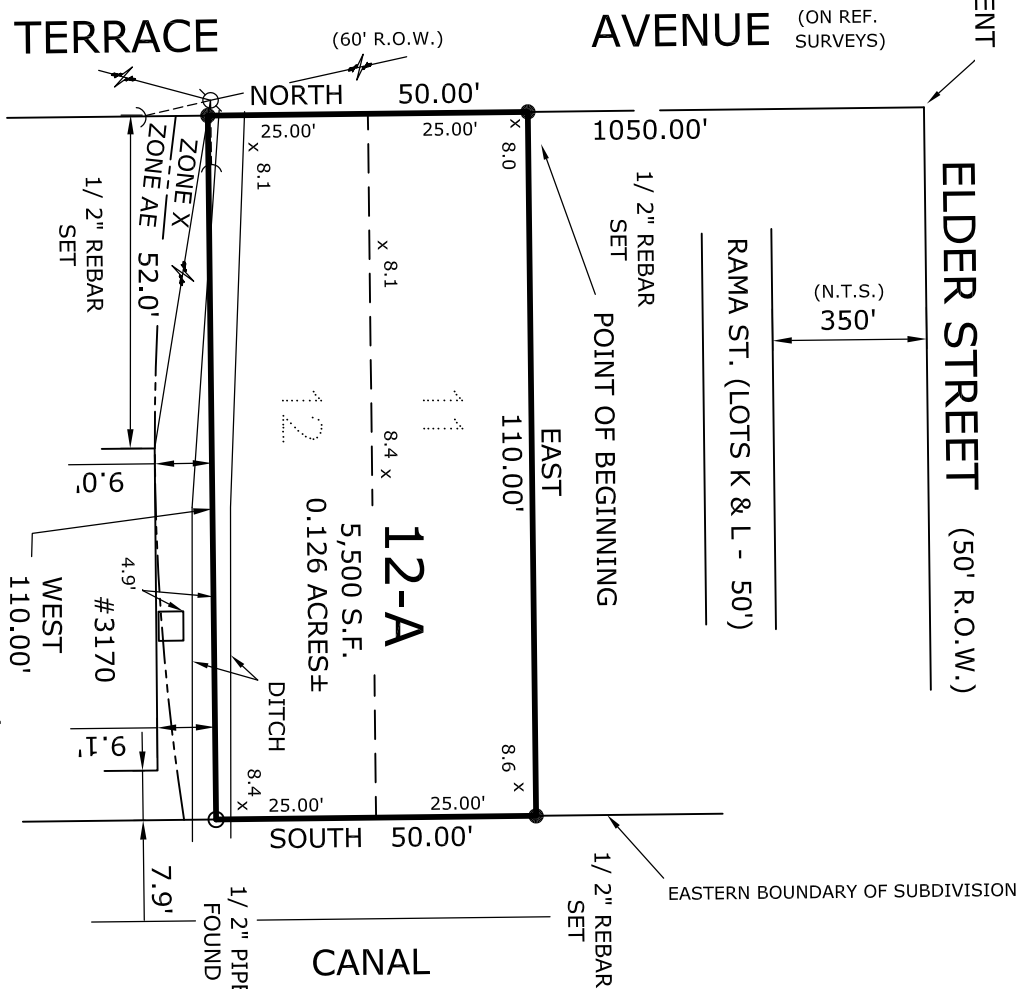 TERRACE
(60' R.O.W.)
AVENUE
(ON REF.
SURVEYS)
ENT
NORTH 50.00'
25.00'
25.00'
1050.00'
ZONE X
ZONE AE
52.0'
1/ 2" REBAR
SET
x 8.1
x 8.0
x 8.1
8.4 x
1/ 2" REBAR
SET
POINT OF BEGINNING
RAMA ST. (LOTS K & L - 50')
(N.T.S.)
350'
ELDER STREET (50' R.O.W.)
12
11
EAST
110.00'
12-A
5,500 S.F.
0.126 ACRES±
9.0'
4.9'
#3170
WEST
110.00'
DITCH
9.1'
8.4 x
8.6 x
25.00'
25.00'
SOUTH 50.00'
7.9'
1/ 2" PIPE
FOUND
1/ 2" REBAR
SET
EASTERN BOUNDARY OF SUBDIVISION
CANAL